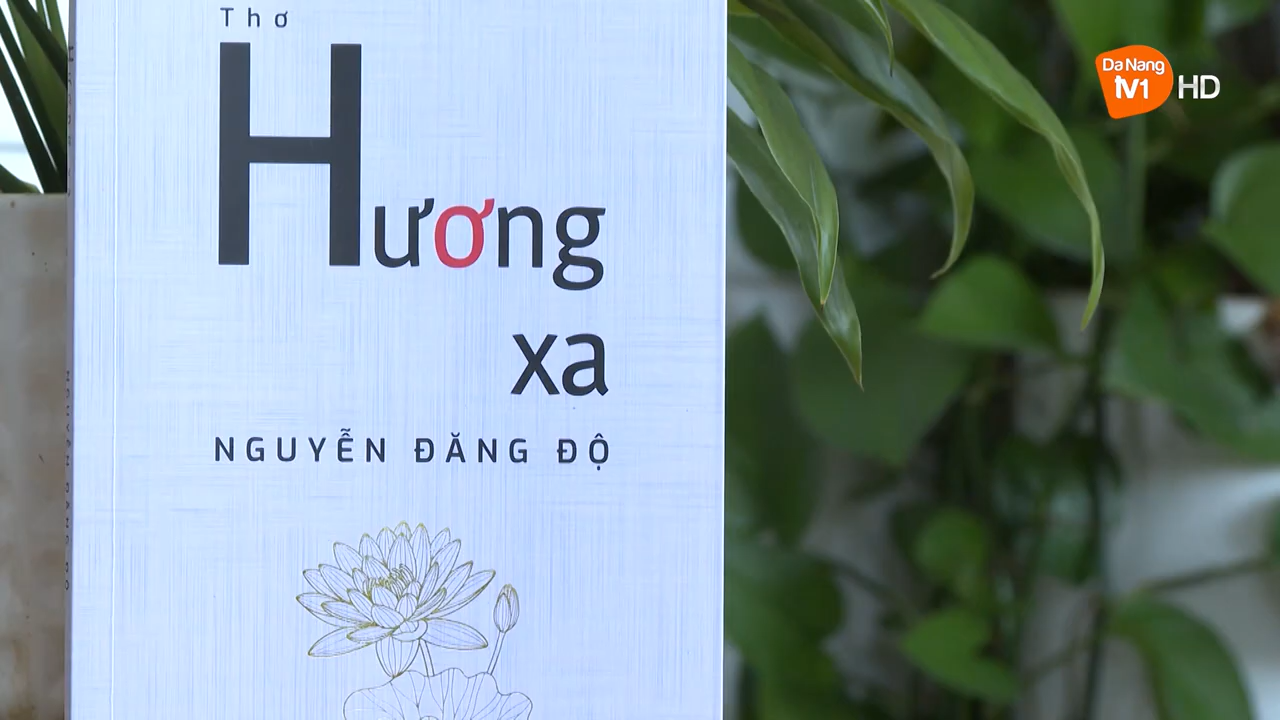 Thơ
Hương
xa
NGUYỄN ĐĂNG ĐỘ
Da Nang
TV1 HD